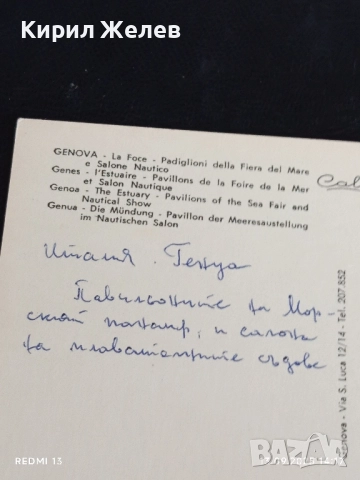 Кирил Желев
GENOVA - La Foce - Padiglioni della Fiera del Mare
e Salone Nautico
Genes - l'Estuaire - Pavillons de la Foire de la Mer
et Salon Nautique
Genoa - The Estuary - Pavilions of the Sea Fair and
Nautical Show
Genua - Die Mündung - Pavillon der Meeresaustellung
im Nautischen Salon
Италия. Генуа
Павильоните на Мор-
ския панаир, и салона
на плавателните съдове
Genova - Via S. Luca 12/14 - Tel. 207.852
REDMI 13
bazar